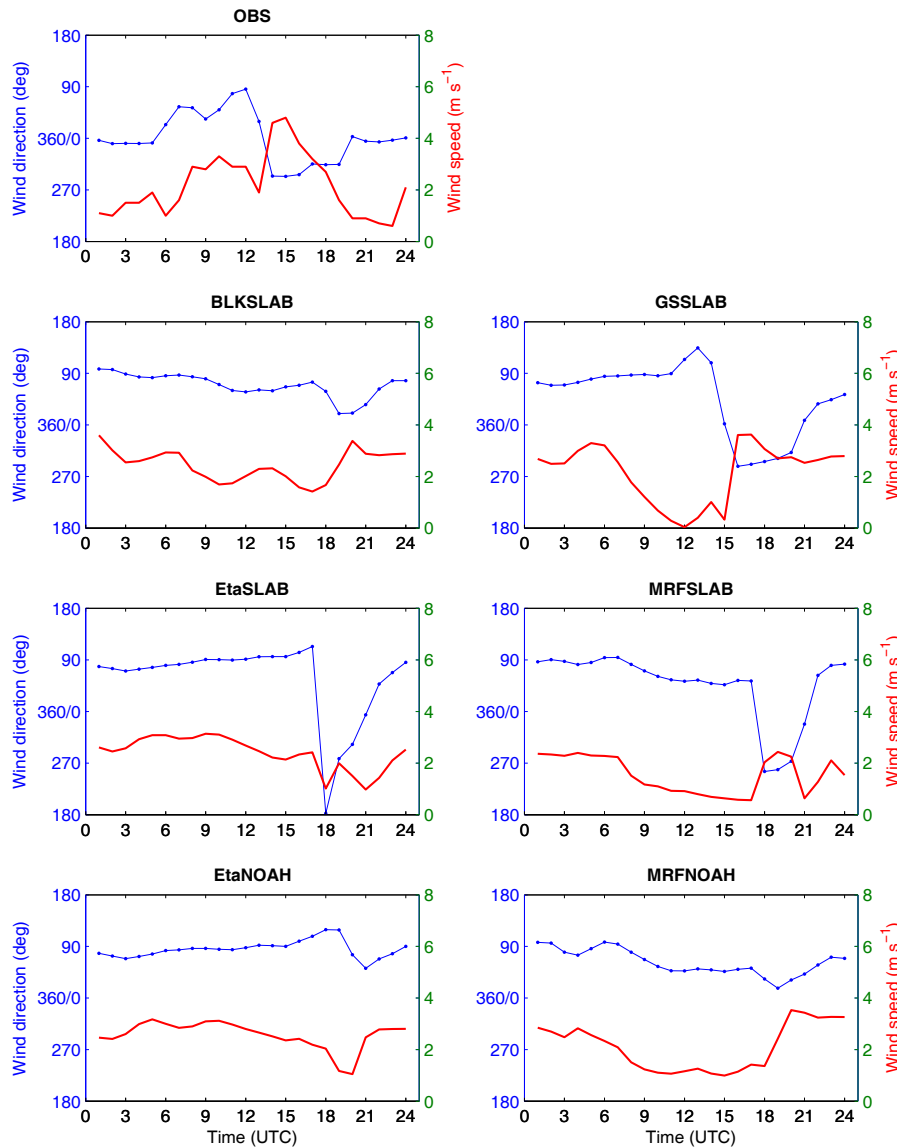 OBS
180
90
360/0
270
180
Wind direction (deg)
8
6
4
2
0
Wind speed (m s⁻¹)
0 3 6 9 12 15 18 21 24
BLKSLAB
180
90
360/0
270
180
Wind direction (deg)
8
6
4
2
0
0 3 6 9 12 15 18 21 24
GSSLAB
180
90
360/0
270
180
8
6
4
2
0
Wind speed (m s⁻¹)
0 3 6 9 12 15 18 21 24
EtaSLAB
180
90
360/0
270
180
Wind direction (deg)
8
6
4
2
0
0 3 6 9 12 15 18 21 24
MRFSLAB
180
90
360/0
270
180
8
6
4
2
0
Wind speed (m s⁻¹)
0 3 6 9 12 15 18 21 24
EtaNOAH
180
90
360/0
270
180
Wind direction (deg)
8
6
4
2
0
0 3 6 9 12 15 18 21 24
Time (UTC)
MRFNOAH
180
90
360/0
270
180
8
6
4
2
0
Wind speed (m s⁻¹)
0 3 6 9 12 15 18 21 24
Time (UTC)